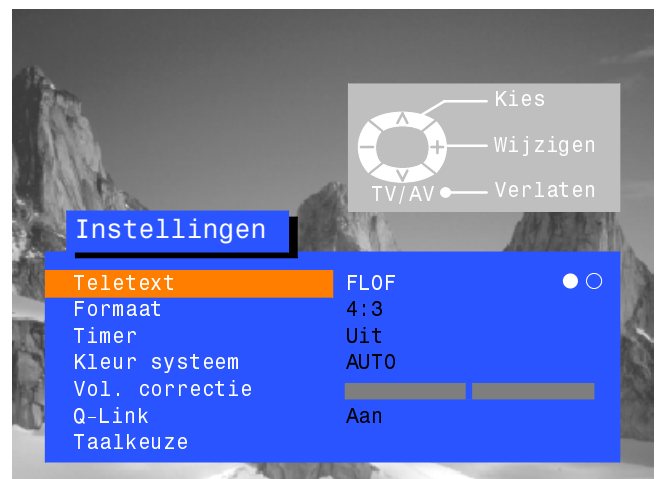 Kies
Wijzigen
TV/AV Verlaten
Instellingen
Teletext FLOF
Formaat 4:3
Timer Uit
Kleur systeem AUTO
Vol. correctie
Q-Link Aan
Taalkeuze